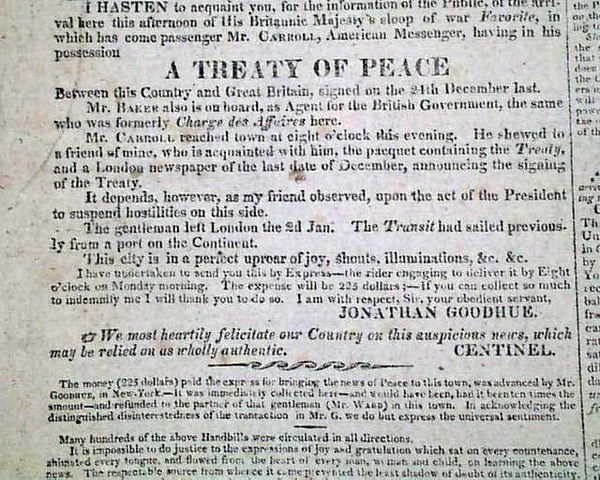 I HASTEN to acquaint you, for the information of the Public, of the arri-
val here this afternoon of His Britannic Majesty's sloop of war Favorite, in
which has come passenger Mr. CARROLL, American Messenger, having in his
possession
A TREATY OF PEACE
Between this Country and Great Britain, signed on the 24th December last.
Mr. BAKER also is on board, as Agent for the British Government, the same
who was formerly Charge des Affaires here.
Mr. CARROLL reached town at eight o'clock this evening. He shewed to
a friend of mine, who is acquainted with him, the pacquet containing the Treaty,
and a London newspaper of the last date of December, announcing the signing
of the Treaty.
It depends, however, as my friend observed, upon the act of the President
to suspend hostilities on this side.
The gentleman left London the 2d Jan. The Transit had sailed previous-
ly from a port on the Continent.
This city is in a perfect uproar of joy, shouts, illuminations, &c. &c.
I have undertaken to send you this by Express—the rider engaging to deliver it by Eight
o'clock on Monday morning. The expense will be 225 dollars;—If you can collect so much
to indemnify me I will thank you to do so. I am with respect, Sir, your obedient servant,
JONATHAN GOODHUE.
☞ We most heartily felicitate our Country on this auspicious news, which
may be relied on as wholly authentic. CENTINEL.
The money (225 dollars) paid the express for bringing the news of Peace to this town, was advanced by Mr.
GOODHUE, in New-York.—It was immediately collected here—and would have been, had it been ten times the
amount—and refunded to the partner of that gentleman (Mr. WARD) in this town. In acknowledging the
distinguished disinterestedness of the tranaction in Mr. G. we do but express the universal sentiment.
Many hundreds of the above Handbills were circulated in all directions.
It is impossible to do justice to the expressions of joy and gratulation which sat on every countenance,
animated every tongue, and flowed from the heart of every man, woman and child, on learning the above
news. The respectable source from whence it came prevented the least shadow of doubt of its authenticity.